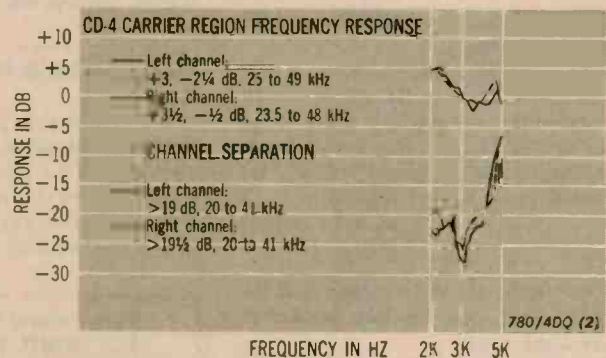 CD-4 CARRIER REGION FREQUENCY RESPONSE
+10
+5
0
−5
−10
−15
−20
−25
−30
RESPONSE IN DB
Left channel:
+3, −2¼ dB, 25 to 49 kHz
Right channel:
+3½, −½ dB, 23.5 to 48 kHz
CHANNEL SEPARATION
Left channel:
>19 dB, 20 to 41 kHz
Right channel:
>19½ dB, 20 to 41 kHz
780/4DQ (2)
FREQUENCY IN HZ 2K 3K 5K